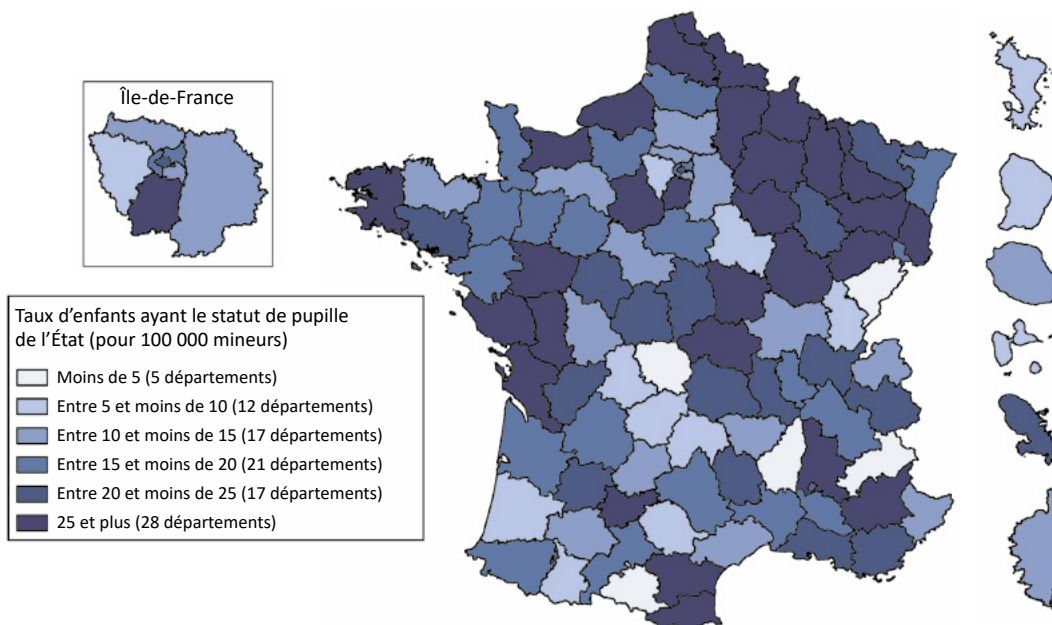 Île-de-France
Taux d’enfants ayant le statut de pupille
de l’État (pour 100 000 mineurs)
Moins de 5 (5 départements)
Entre 5 et moins de 10 (12 départements)
Entre 10 et moins de 15 (17 départements)
Entre 15 et moins de 20 (21 départements)
Entre 20 et moins de 25 (17 départements)
25 et plus (28 départements)